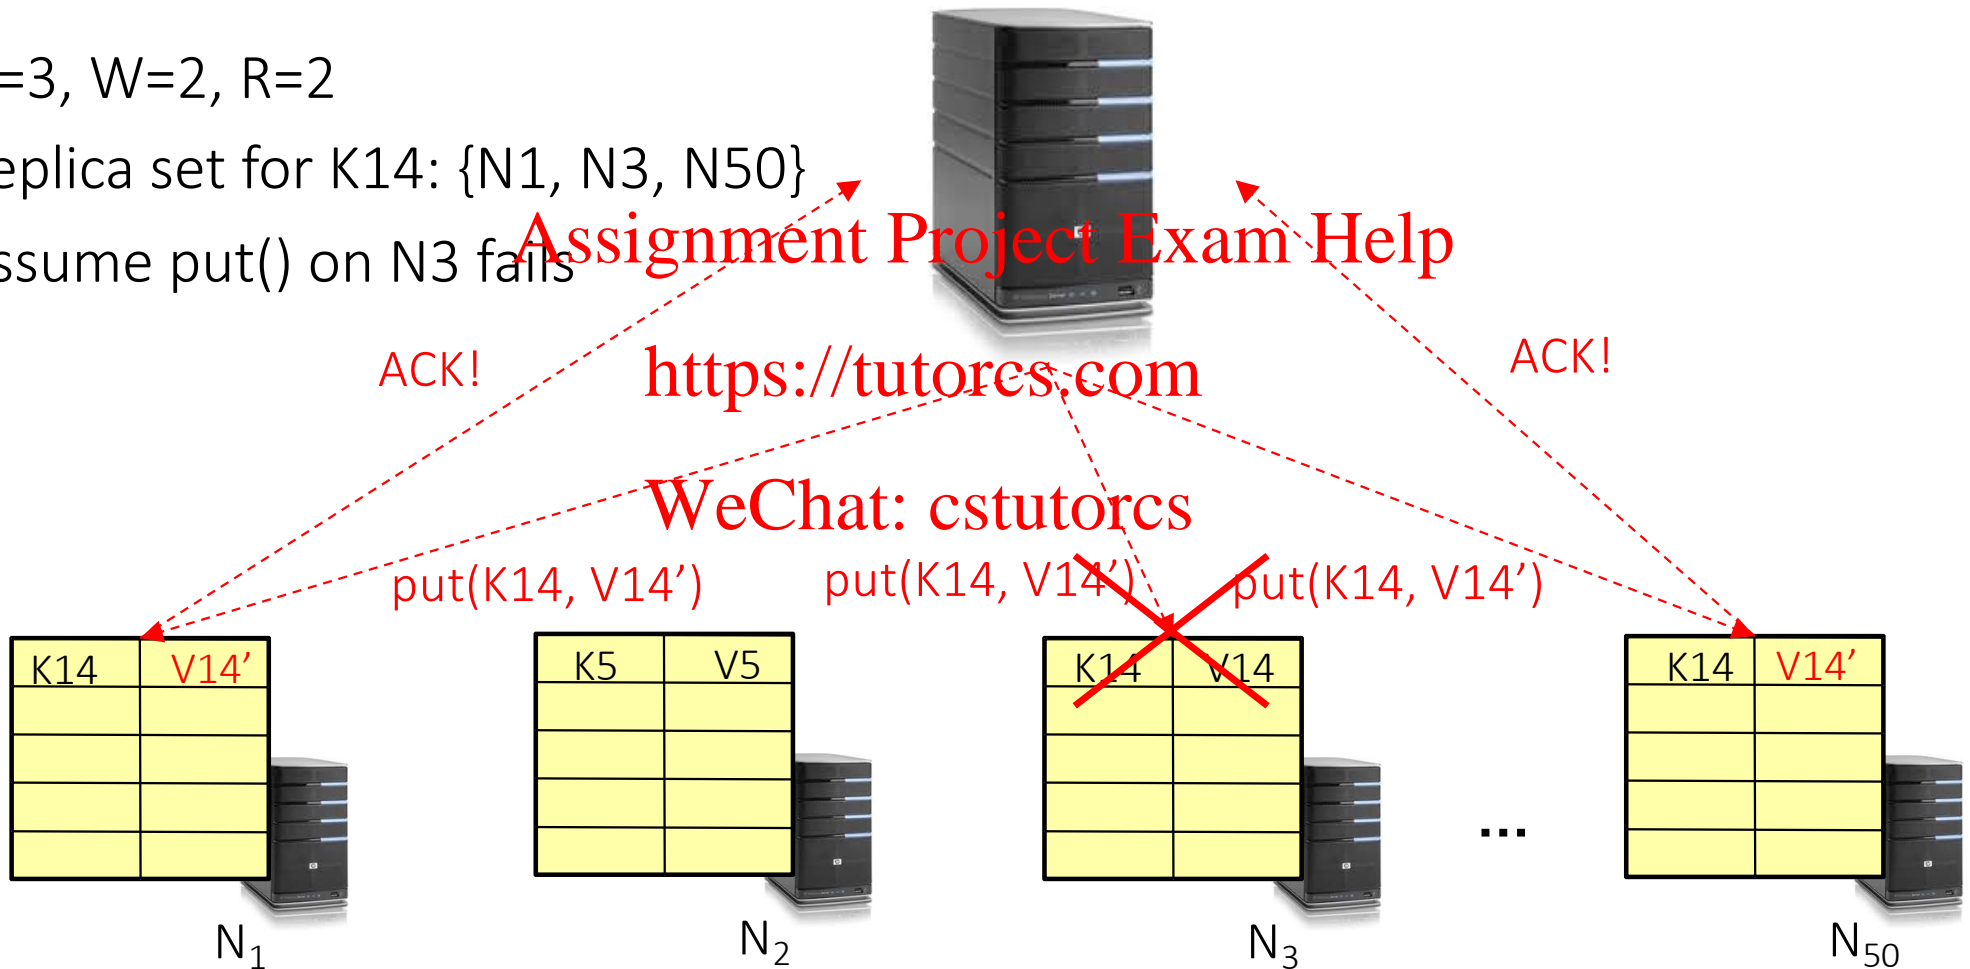 =3, W=2, R=2
eplica set for K14: {N1, N3, N50}
ssume put() on N3 fails
Assignment Project Exam Help
ACK!
https://tutorcs.com
ACK!
WeChat: cstutorcs
put(K14, V14’)
put(K14, V14’)
put(K14, V14’)
K14 V14’
K5 V5
K14 V14
K14 V14’
...
N1
N2
N3
N50